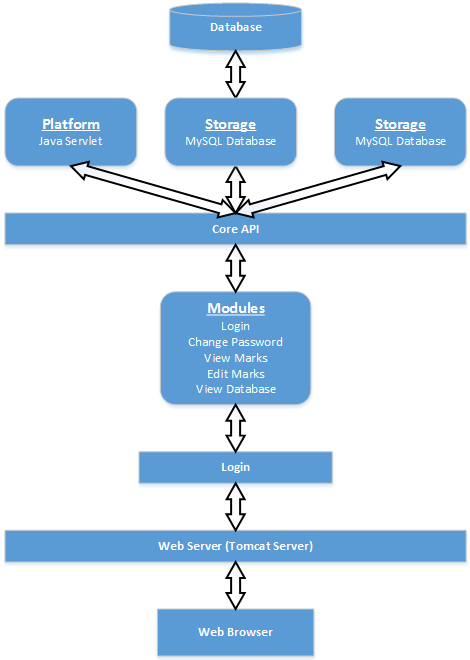 Database
Platform
Java Servlet
Storage
MySQL Database
Storage
MySQL Database
Core API
Modules
Login
Change Password
View Marks
Edit Marks
View Database
Login
Web Server (Tomcat Server)
Web Browser